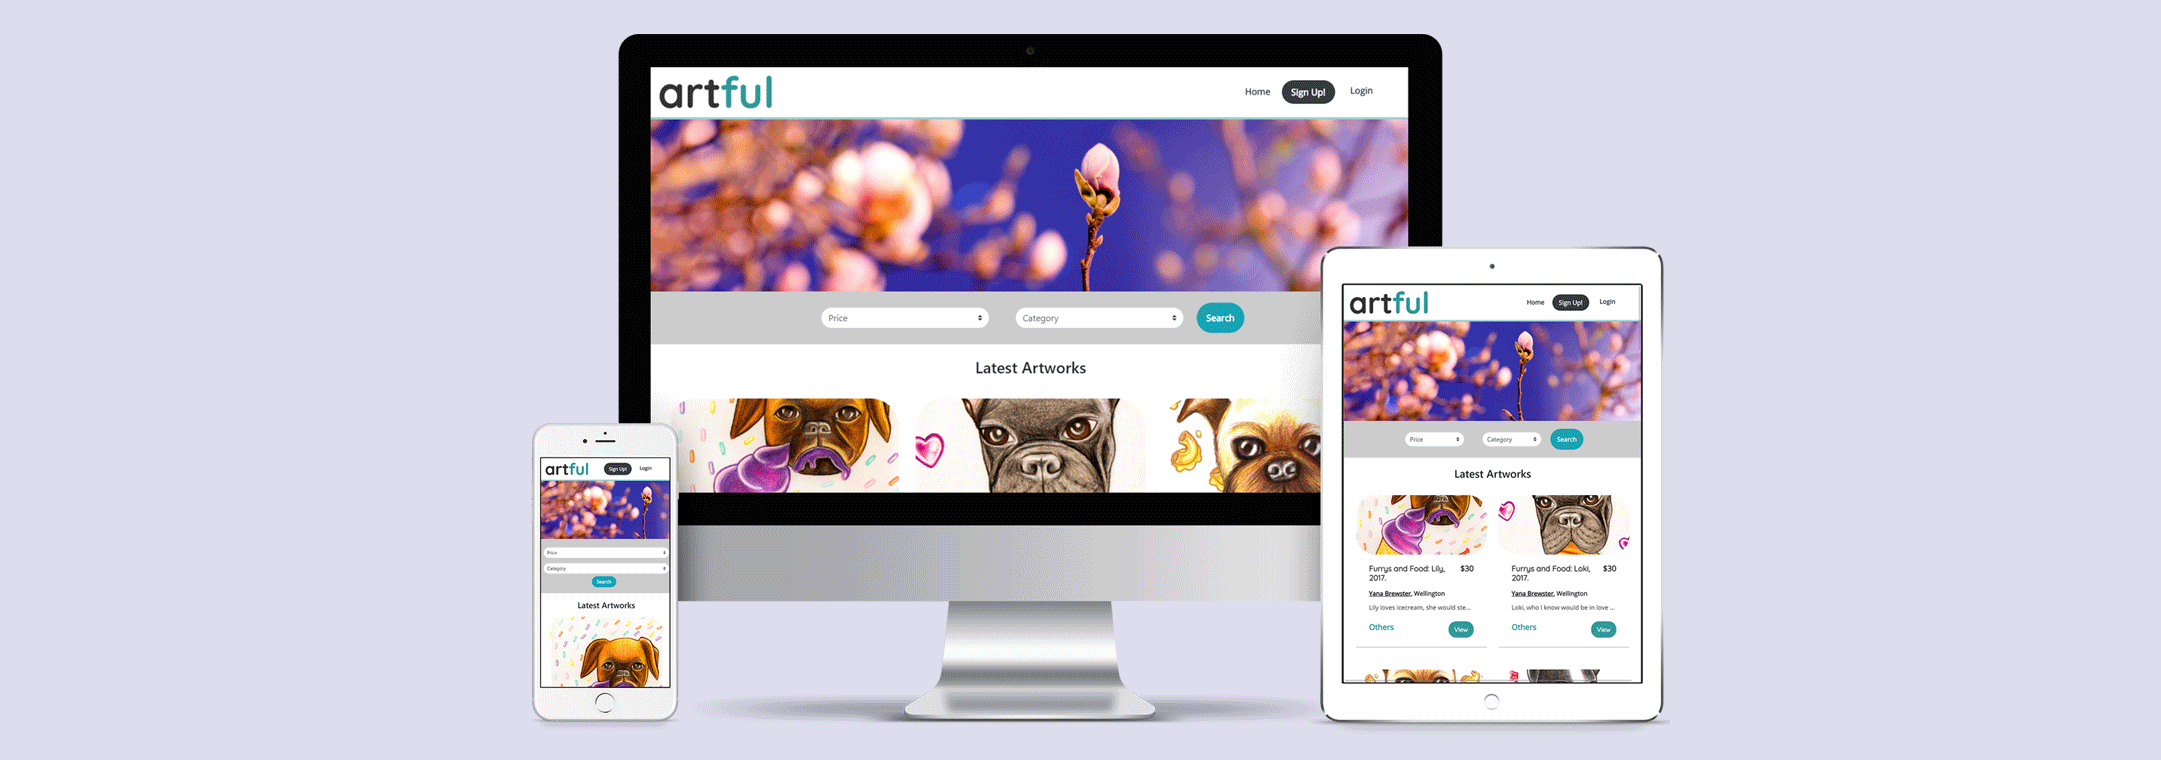 artful
Home Sign Up! Login
Price Category Search
Latest Artworks
artful Sign Up! Login
Price
Category
Search
Latest Artworks
artful Home Sign Up! Login
Price Category Search
Latest Artworks
Furrys and Food: Lily, $30
2017.
Yana Brewster, Wellington
Lily loves icecream, she would ste...
Others View
Furrys and Food: Loki, $30
2017.
Yana Brewster, Wellington
Loki, who I know would be in love ...
Others View